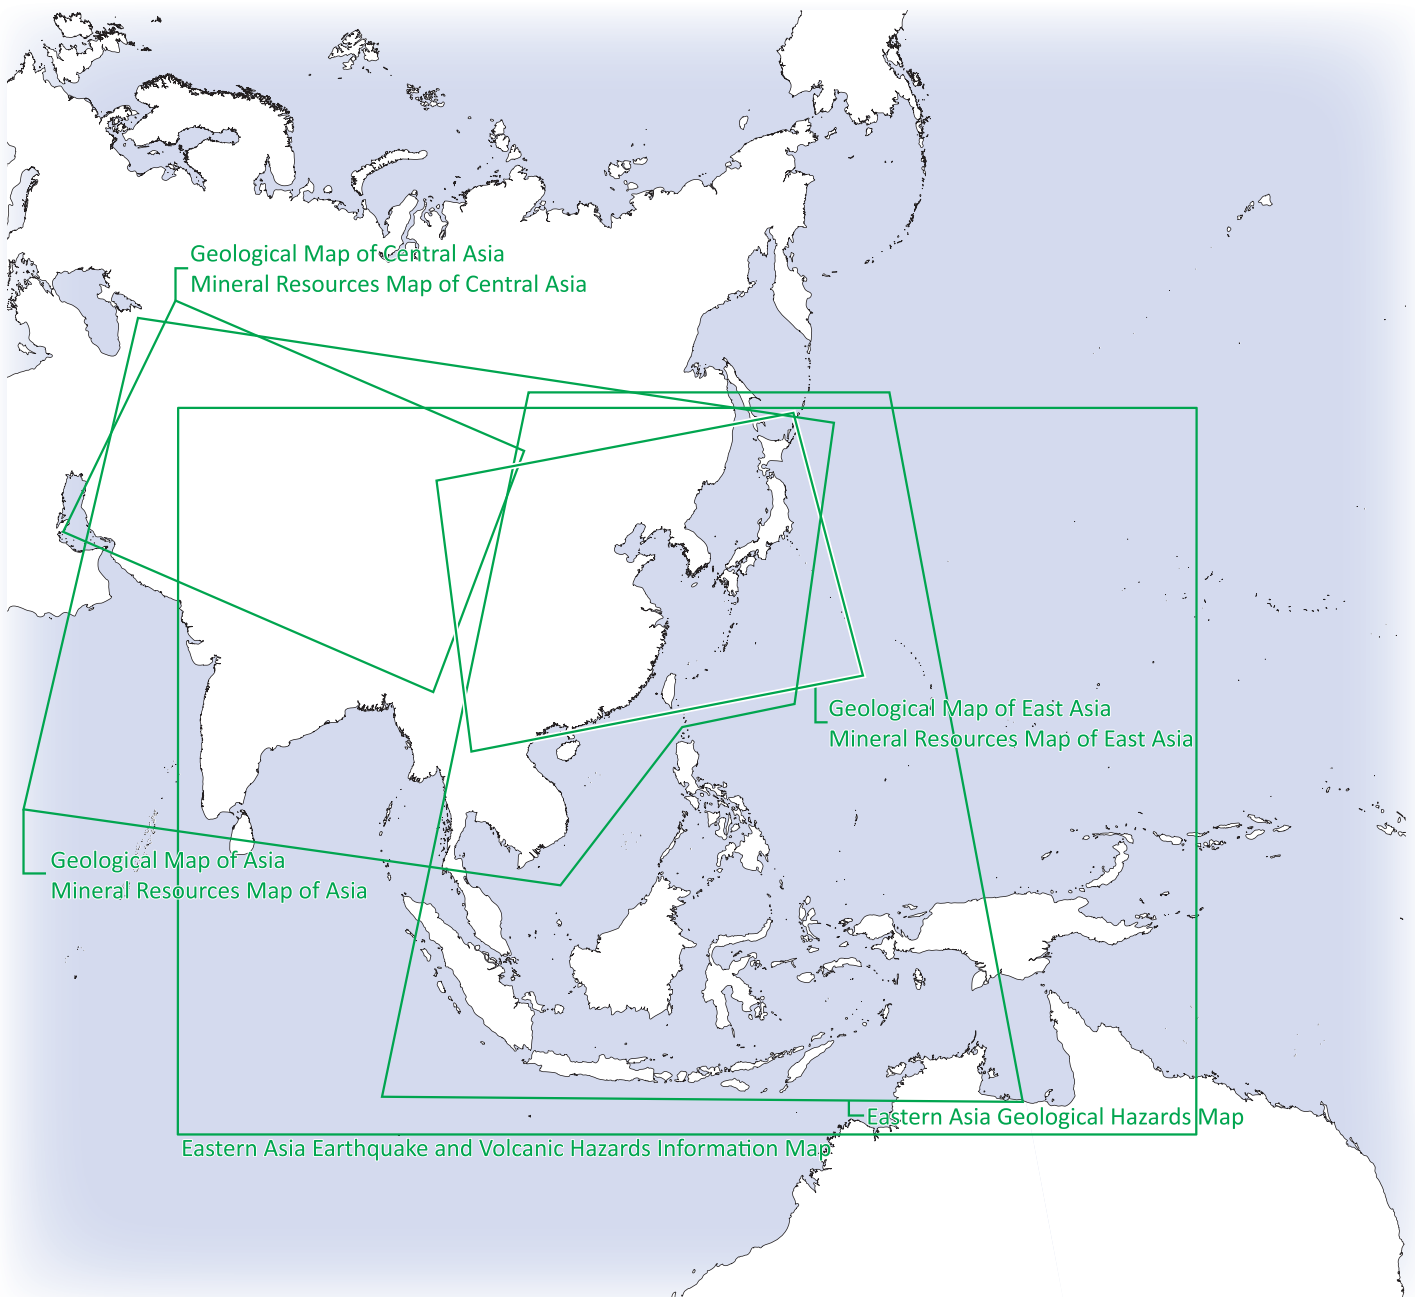 Geological Map of Central Asia
Mineral Resources Map of Central Asia
Geological Map of East Asia
Mineral Resources Map of East Asia
Geological Map of Asia
Mineral Resources Map of Asia
Eastern Asia Geological Hazards Map
Eastern Asia Earthquake and Volcanic Hazards Information Map